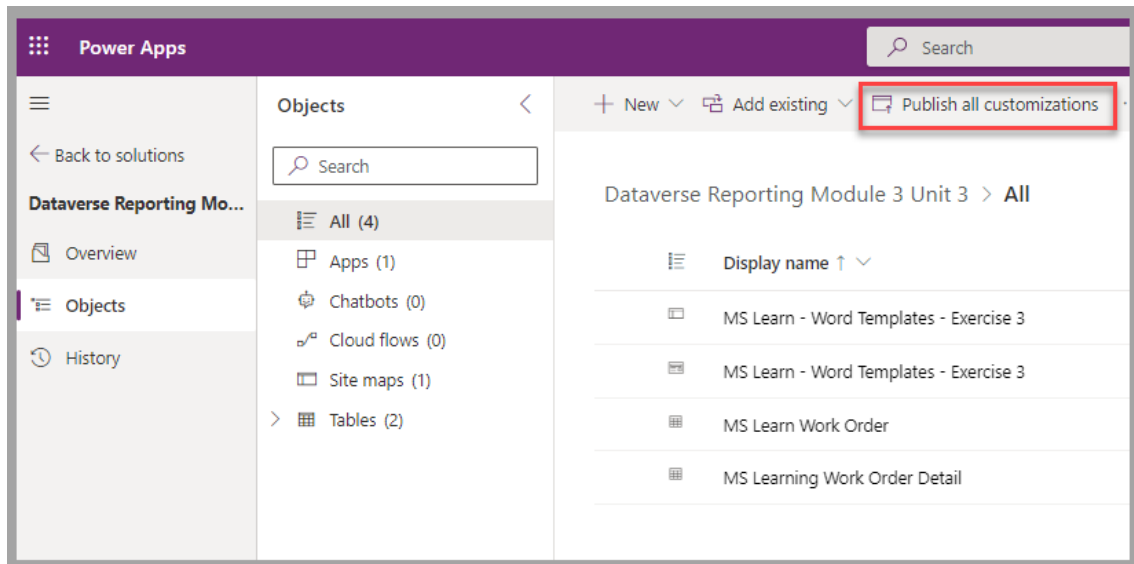 Power Apps
Search
Back to solutions
Dataverse Reporting Mo...
Overview
Objects
History
Objects
Search
All (4)
Apps (1)
Chatbots (0)
Cloud flows (0)
Site maps (1)
Tables (2)
New
Add existing
Publish all customizations
Dataverse Reporting Module 3 Unit 3 > All
Display name ↑
MS Learn - Word Templates - Exercise 3
MS Learn - Word Templates - Exercise 3
MS Learn Work Order
MS Learning Work Order Detail